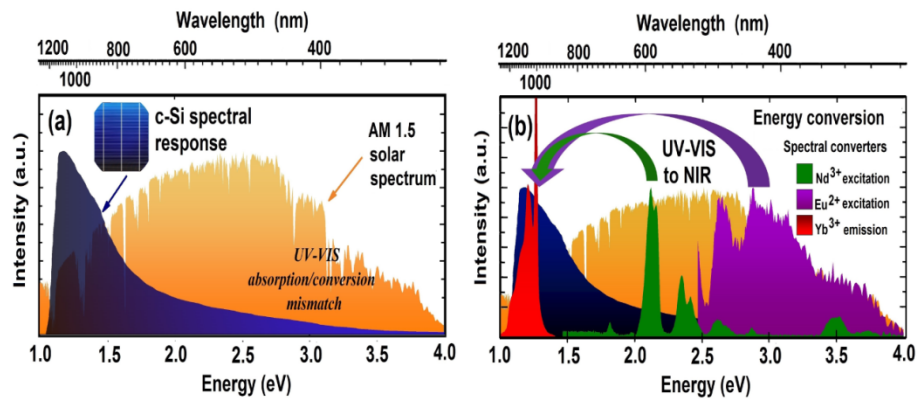 Wavelength (nm)
1200 800 600 400
1000
(a)
c-Si spectral
response
AM 1.5
solar
spectrum
UV-VIS
absorption/conversion
mismatch
Intensity (a.u.)
1.0 1.5 2.0 2.5 3.0 3.5 4.0
Energy (eV)
Wavelength (nm)
1200 800 600 400
1000
(b)
Energy conversion
UV-VIS
to NIR
Spectral converters
Nd³⁺ excitation
Eu²⁺ excitation
Yb³⁺ emission
Intensity (a.u.)
1.0 1.5 2.0 2.5 3.0 3.5 4.0
Energy (eV)